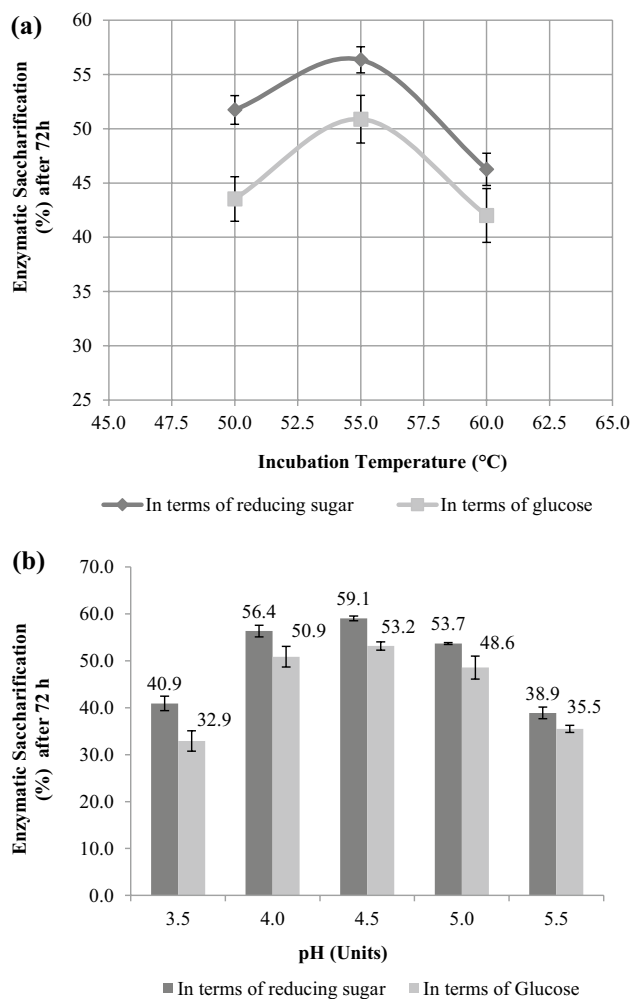 (a)
Enzymatic Saccharification
(%) after 72h
60
55
50
45
40
35
30
25
45.0 47.5 50.0 52.5 55.0 57.5 60.0 62.5 65.0
Incubation Temperature (°C)
In terms of reducing sugar In terms of glucose
(b)
Enzymatic Saccharification
(%) after 72 h
70.0
60.0
50.0
40.0
30.0
20.0
10.0
0.0
40.9 32.9
56.4 50.9
59.1 53.2
53.7 48.6
38.9 35.5
3.5 4.0 4.5 5.0 5.5
pH (Units)
In terms of reducing sugar In terms of Glucose